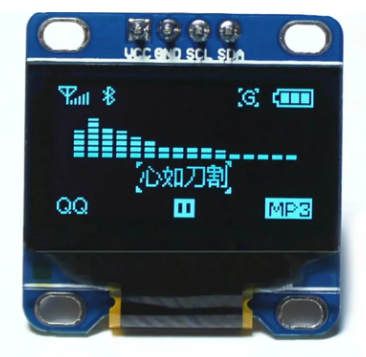 VCC GND SCL SDA
G
心如刀割
QQ
MP3